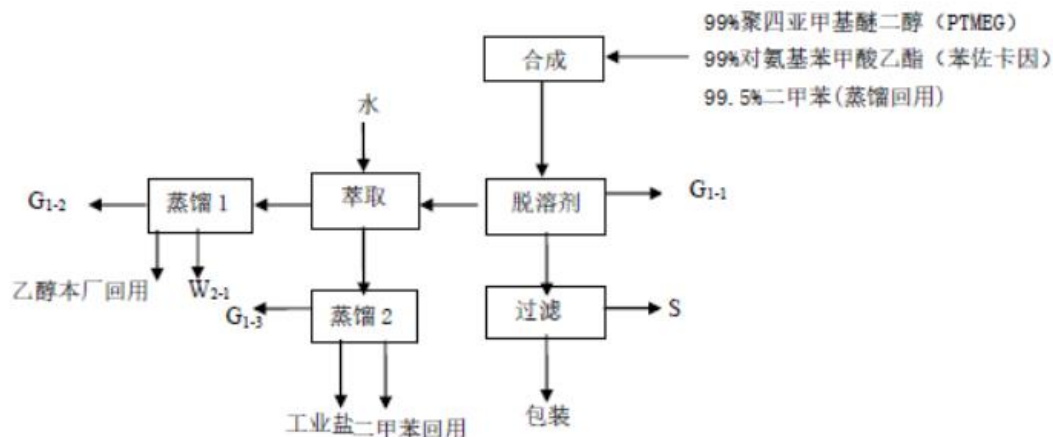 99%聚四亚甲基醚二醇（PTMEG）
合成
99%对氨基苯甲酸乙酯（苯佐卡因）
99.5%二甲苯(蒸馏回用)
水
G1-2
蒸馏1
萃取
脱溶剂
G1-1
乙醇本厂回用
W2-1
G1-3
蒸馏2
过滤
S
工业盐
二甲苯回用
包装